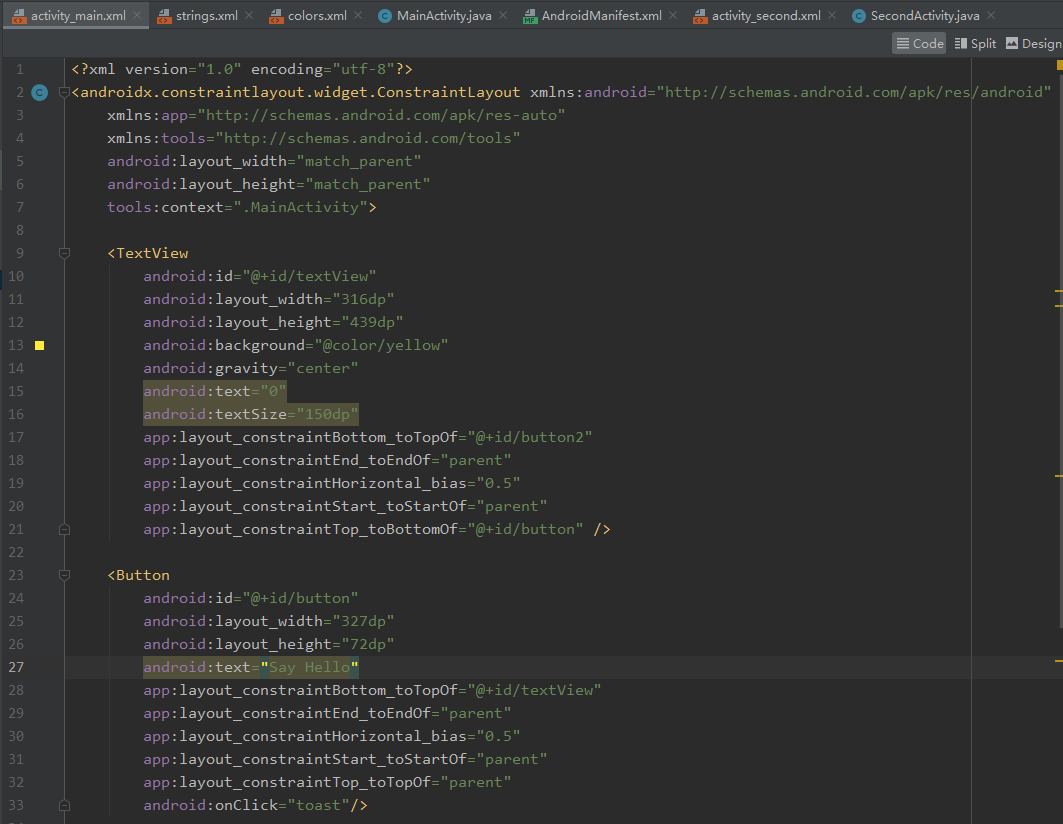 activity_main.xml strings.xml colors.xml MainActivity.java AndroidManifest.xml activity_second.xml SecondActivity.java
Code Split Design
1 <?xml version="1.0" encoding="utf-8"?>
2 <androidx.constraintlayout.widget.ConstraintLayout xmlns:android="http://schemas.android.com/apk/res/android"
3 xmlns:app="http://schemas.android.com/apk/res-auto"
4 xmlns:tools="http://schemas.android.com/tools"
5 android:layout_width="match_parent"
6 android:layout_height="match_parent"
7 tools:context=".MainActivity">
8
9 <TextView
10 android:id="@+id/textView"
11 android:layout_width="316dp"
12 android:layout_height="439dp"
13 android:background="@color/yellow"
14 android:gravity="center"
15 android:text="0"
16 android:textSize="150dp"
17 app:layout_constraintBottom_toTopOf="@+id/button2"
18 app:layout_constraintEnd_toEndOf="parent"
19 app:layout_constraintHorizontal_bias="0.5"
20 app:layout_constraintStart_toStartOf="parent"
21 app:layout_constraintTop_toBottomOf="@+id/button" />
22
23 <Button
24 android:id="@+id/button"
25 android:layout_width="327dp"
26 android:layout_height="72dp"
27 android:text="Say Hello"
28 app:layout_constraintBottom_toTopOf="@+id/textView"
29 app:layout_constraintEnd_toEndOf="parent"
30 app:layout_constraintHorizontal_bias="0.5"
31 app:layout_constraintStart_toStartOf="parent"
32 app:layout_constraintTop_toTopOf="parent"
33 android:onClick="toast"/>